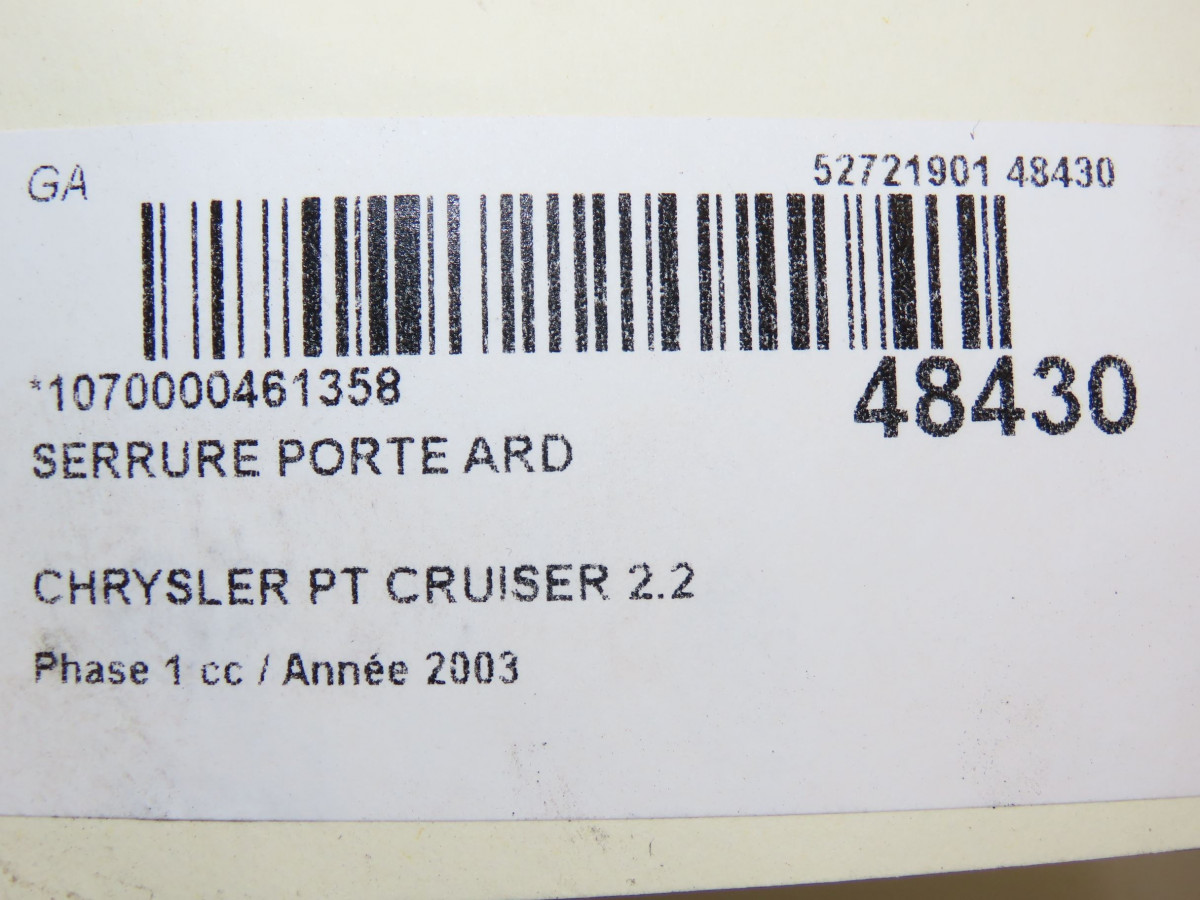 GA
52721901 48430
*1070000461358
48430
SERRURE PORTE ARD
CHRYSLER PT CRUISER 2.2
Phase 1 cc / Année 2003